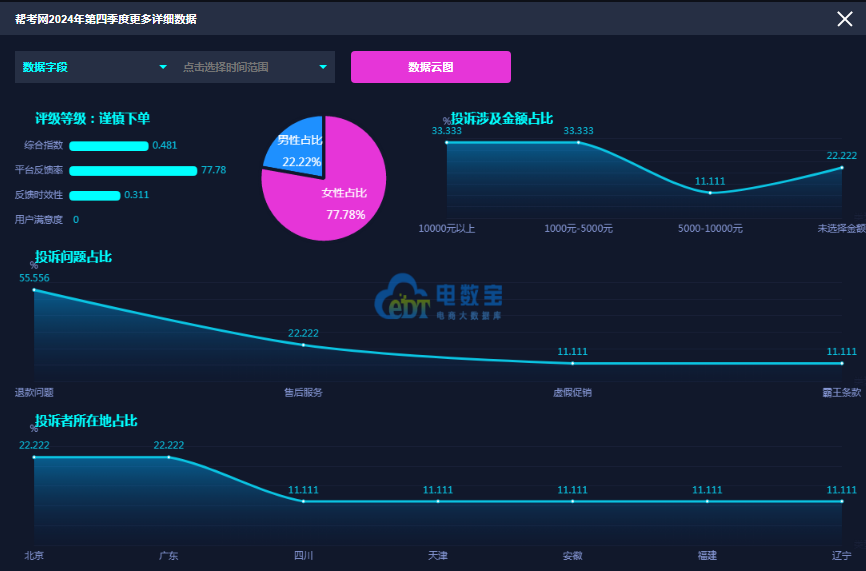 帮考网2024年第四季度更多详细数据
数据字段
点击选择时间范围
数据云图
评级等级：谨慎下单
综合指数 0.481
平台反馈率 77.78
反馈时效性 0.311
用户满意度 0
男性占比
22.22%
女性占比
77.78%
投诉涉及金额占比
%
33.333 33.333 11.111 22.222
10000元以上 1000元-5000元 5000-10000元 未选择金额
投诉问题占比
%
55.556 22.222 11.111 11.111
退款问题 售后服务 虚假促销 霸王条款
电数宝
EDT
电商大数据库
投诉者所在地占比
%
22.222 22.222 11.111 11.111 11.111 11.111 11.111
北京 广东 四川 天津 安徽 福建 辽宁